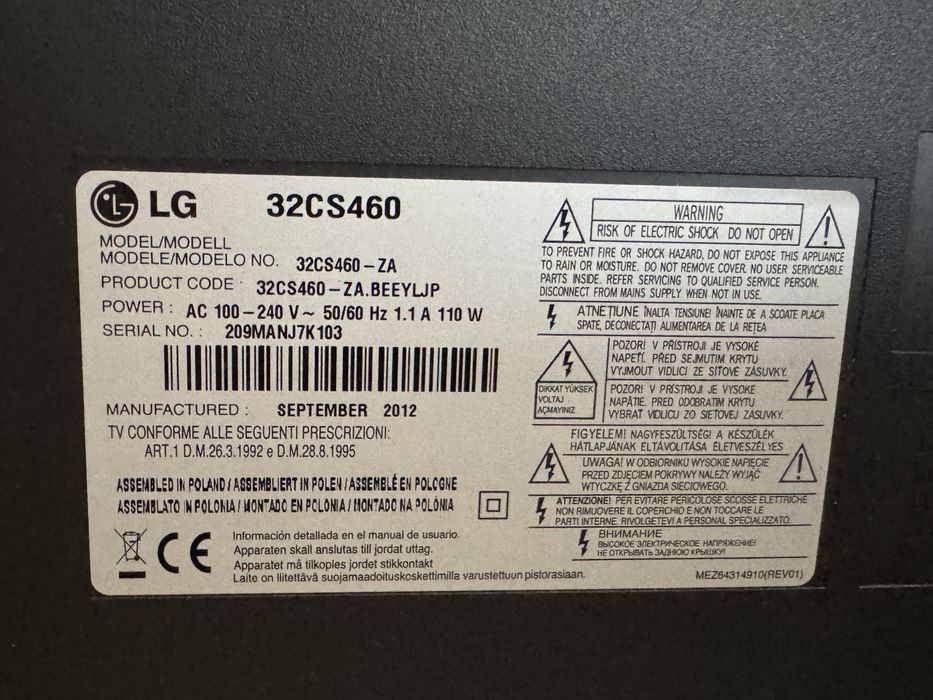 LG 32CS460
MODEL/MODELL
MODELE/MODELO NO. 32CS460-ZA
PRODUCT CODE : 32CS460-ZA.BEEYLJP
POWER : AC 100-240 V~ 50/60 Hz 1.1 A 110 W
SERIAL NO. : 209MANJ7K103
MANUFACTURED : SEPTEMBER 2012
TV CONFORME ALLE SEGUENTI PRESCRIZIONI:
ART.1 D.M.26.3.1992 e D.M.28.8.1995
ASSEMBLED IN POLAND / ASSEMBLIERT IN POLEN / ASSEMBLÉ EN POLOGNE
ASSEMBLATO IN POLONIA / MONTADO EN POLONIA / MONTADO NA POLÔNIA
CE
Información detallada en el manual de usuario.
Apparaten skall anslutas till jordat uttag.
Apparatet må tilkoples jordet stikkontakt
Laite on liitettävä suojamaadoituskoskettimilla varustettuun pistorasiaan.
WARNING
RISK OF ELECTRIC SHOCK DO NOT OPEN
TO PREVENT FIRE OR SHOCK HAZARD, DO NOT EXPOSE THIS APPLIANCE
TO RAIN OR MOISTURE. DO NOT REMOVE COVER. NO USER SERVICEABLE
PARTS INSIDE. REFER SERVICING TO QUALIFIED SERVICE PERSON.
DISCONNECT FROM MAINS SUPPLY WHEN NOT IN USE.
ATNEŢIUNE ÎNALTA TENSIUNE! ÎNAINTE DE A SCOATE PLACA
SPATE, DECONECTAŢI ALIMENTAREA DE LA REŢEA
DIKKAT YÜKSEK
VOLTAJ
AÇMAYINIZ
POZOR! V PŘÍSTROJI JE VYSOKÉ
NAPETÍ. PŘED SEJMUTIM KRYTU
VYJMOUT VIDLICI ZE SÍŤOVÉ ZÁSUVKY.
POZOR! V PRÍSTROJI JE VYSOKÉ
NAPÄTIE. PRED ODOBRATIM KRYTU
VYBRAŤ VIDLICU ZO SIEŤOVEJ ZÁSUVKY.
FIGYELEM! NAGYFESZÜLTSÉG! A KÉSZÜLÉK
HÁTLAPJÁNAK ELTÁVOLÍTÁSA ÉLETVESZÉLYES
UWAGA! W ODBIORNIKU WYSOKIE NAPIĘCIE
PRZED ZDJĘCIEM POKRYWY NALEŻY WYJĄĆ
WTYCZKĘ Z GNIAZDA SIECIOWEGO.
ATTENZIONE! PER EVITARE PERICOLOSE SCOSSE ELETTRICHE
NON RIMUOVERE IL COPERCHIO E NON TOCCARE LE
PARTI INTERNE. RIVOLGETEVI A PERSONAL SPECIALIZZATO.
ВНИМАНИЕ
ВЫСОКОЕ ЭЛЕКТРИЧЕСКОЕ НАПРЯЖЕНИЕ!
НЕ ОТКРЫВАТЬ ЗАДНЮЮ КРЫШКУ!
MEZ64314910(REV01)